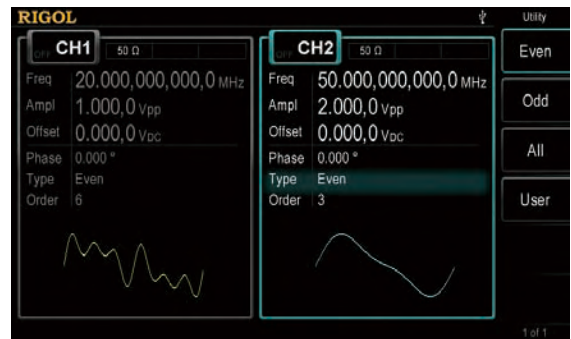 RIGOL Utility
OFF CH1 50 Ω
Freq 20.000,000,000,0 MHz
Ampl 1.000,0 Vpp
Offset 0.000,0 VDC
Phase 0.000 °
Type Even
Order 6
OFF CH2 50 Ω
Freq 50.000,000,000,0 MHz
Ampl 2.000,0 Vpp
Offset 0.000,0 VDC
Phase 0.000 °
Type Even
Order 3
Even
Odd
All
User
1 of 1